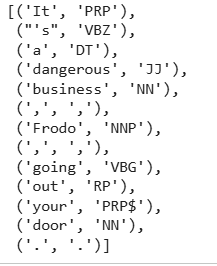 [('It', 'PRP'),
("'s", 'VBZ'),
('a', 'DT'),
('dangerous', 'JJ'),
('business', 'NN'),
(',', ','),
('Frodo', 'NNP'),
(',', ','),
('going', 'VBG'),
('out', 'RP'),
('your', 'PRP$'),
('door', 'NN'),
('.', '.')]